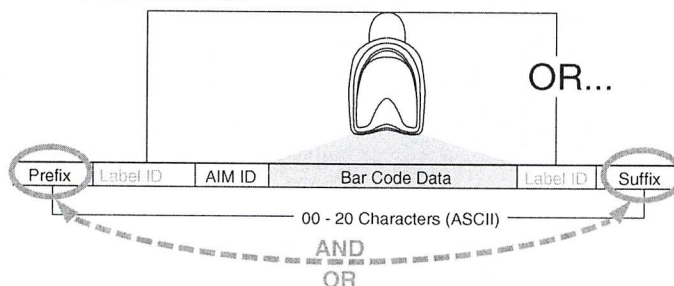 OR...
Prefix Label ID AIM ID Bar Code Data Label ID Suffix
00 - 20 Characters (ASCII)
AND
OR